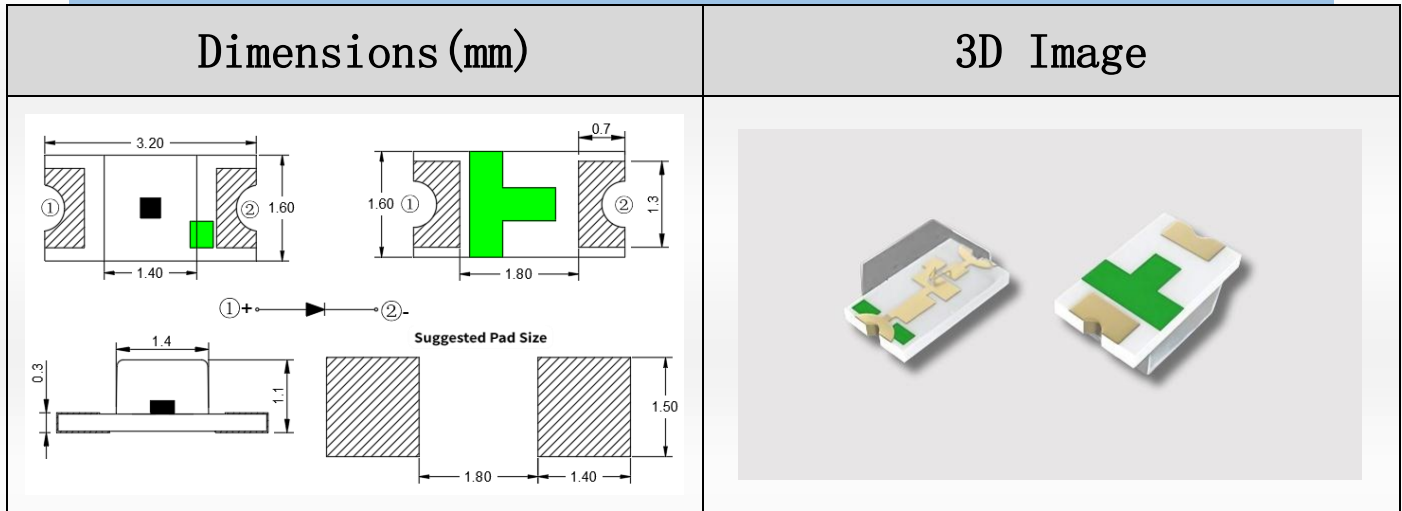 Dimensions(mm)
3D Image
3.20
① ② 1.60
1.40
0.7
1.60 ① ② 1.3
1.80
①+ ②-
1.4
0.3
1.1
Suggested Pad Size
1.50
1.80 1.40